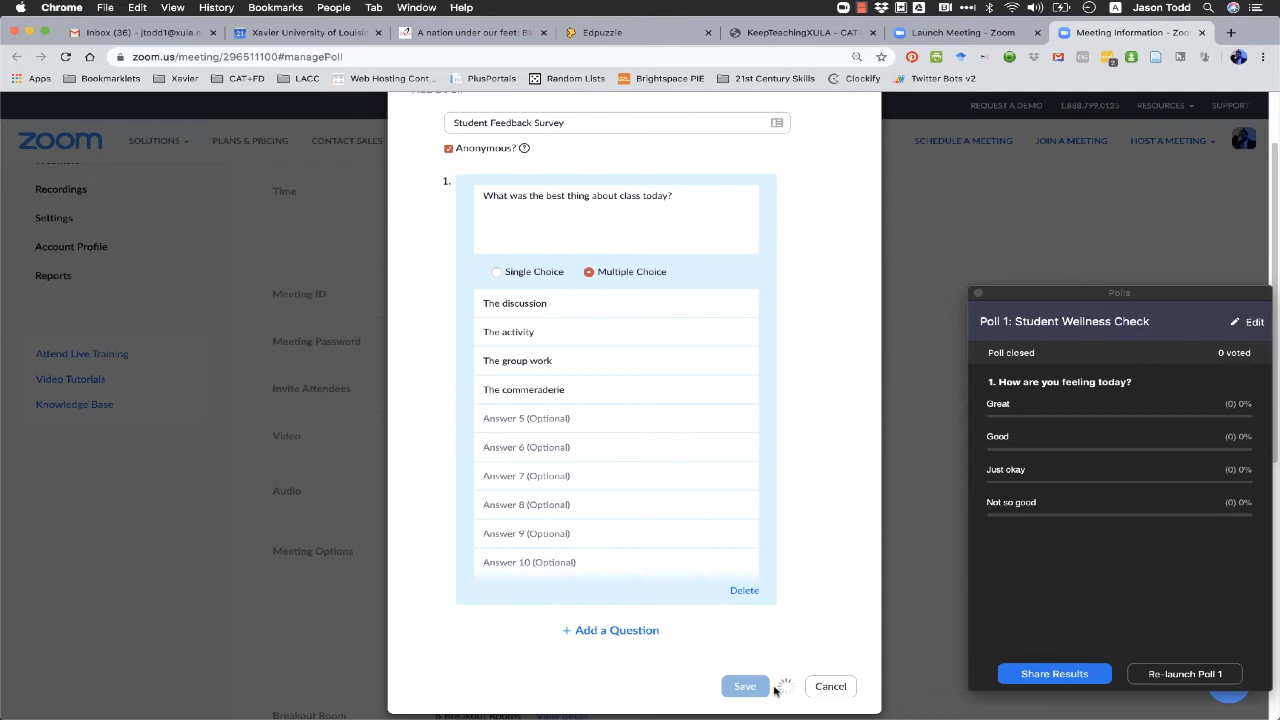 Chrome File Edit View History Bookmarks People Tab Window Help
Inbox (36) - jtodd1@xula.e
Xavier University of Louisi
A nation under our feet: Bl
Edpuzzle
KeepTeachingXULA - CAT
Launch Meeting - Zoom
Meeting Information - Zoo
zoom.us/meeting/296511100#managePoll
Apps Bookmarklets Xavier CAT+FD LACC Web Hosting Cont... PlusPortals Random Lists Brightspace PIE 21st Century Skills Clockify Twitter Bots v2
REQUEST A DEMO 1.888.799.0125 RESOURCES SUPPORT
zoom SOLUTIONS PLANS & PRICING CONTACT SALES SCHEDULE A MEETING JOIN A MEETING HOST A MEETING
Recordings
Settings
Account Profile
Reports
Attend Live Training
Video Tutorials
Knowledge Base
Time
Meeting ID
Meeting Password
Invite Attendees
Video
Audio
Meeting Options
Breakout Room
8 Breakout Rooms View detail
Student Feedback Survey
Anonymous? ?
1.
What was the best thing about class today?
Single Choice Multiple Choice
The discussion
The activity
The group work
The commeraderie
Answer 5 (Optional)
Answer 6 (Optional)
Answer 7 (Optional)
Answer 8 (Optional)
Answer 9 (Optional)
Answer 10 (Optional)
Delete
+ Add a Question
Save Cancel
Polls
Poll 1: Student Wellness Check Edit
Poll closed 0 voted
1. How are you feeling today?
Great (0) 0%
Good (0) 0%
Just okay (0) 0%
Not so good (0) 0%
Share Results Re-launch Poll 1